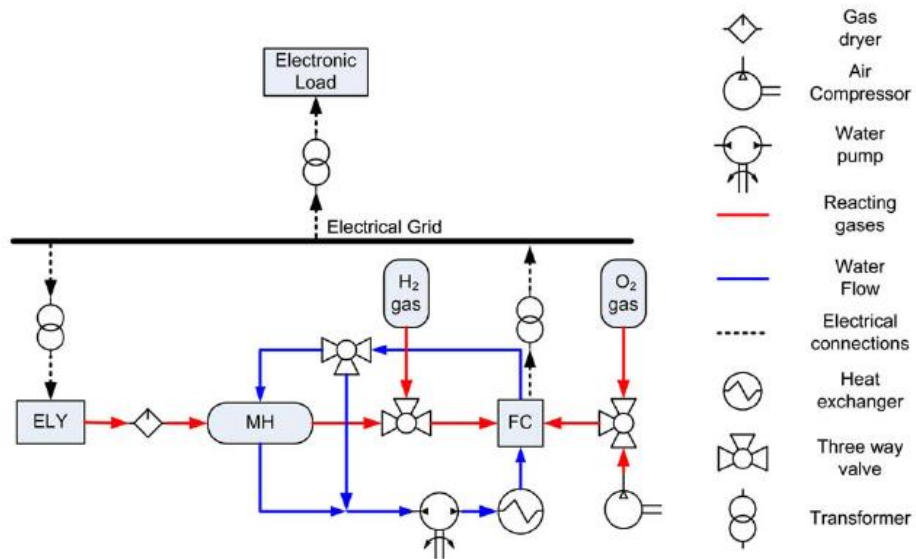 Electronic
Load
Electrical Grid
H₂
gas
O₂
gas
ELY
MH
FC
Gas
dryer
Air
Compressor
Water
pump
Reacting
gases
Water
Flow
Electrical
connections
Heat
exchanger
Three way
valve
Transformer